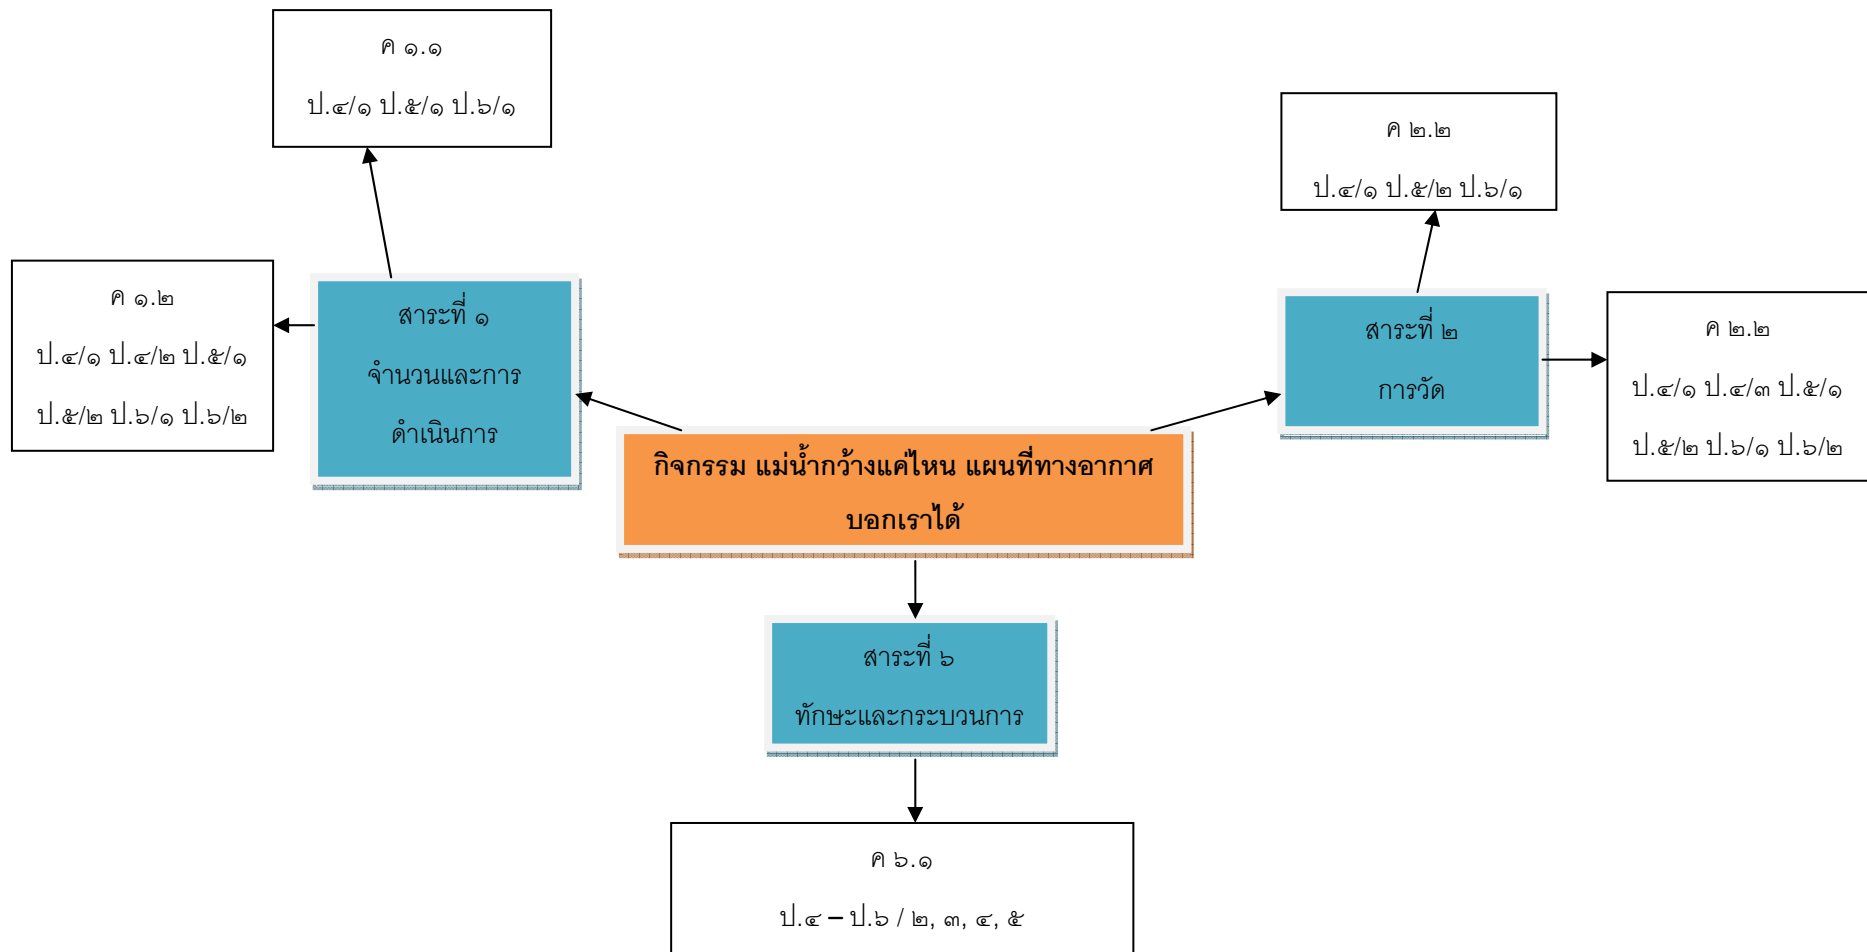 ค ๑.๑
ป.๔/๑ ป.๕/๑ ป.๖/๑
ค ๒.๒
ป.๔/๑ ป.๕/๒ ป.๖/๑
ค ๑.๒
ป.๔/๑ ป.๔/๒ ป.๕/๑
ป.๕/๒ ป.๖/๑ ป.๖/๒
สาระที่ ๑
จำนวนและการ
ดำเนินการ
สาระที่ ๒
การวัด
ค ๒.๒
ป.๔/๑ ป.๔/๓ ป.๕/๑
ป.๕/๒ ป.๖/๑ ป.๖/๒
กิจกรรม แม่น้ำกว้างแค่ไหน แผนที่ทางอากาศ
บอกเราได้
สาระที่ ๖
ทักษะและกระบวนการ
ค ๖.๑
ป.๔ – ป.๖ / ๒, ๓, ๔, ๕